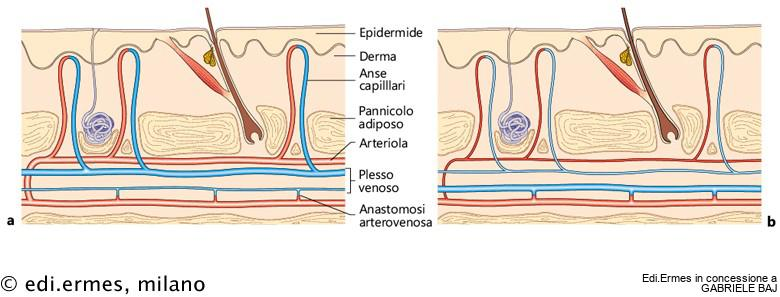 Epidermide
Derma
Anse
capilllari
Pannicolo
adiposo
Arteriola
Plesso
venoso
Anastomosi
arterovenosa
a
b
© edi.ermes, milano
Edi.Ermes in concessione a
GABRIELE BAJ